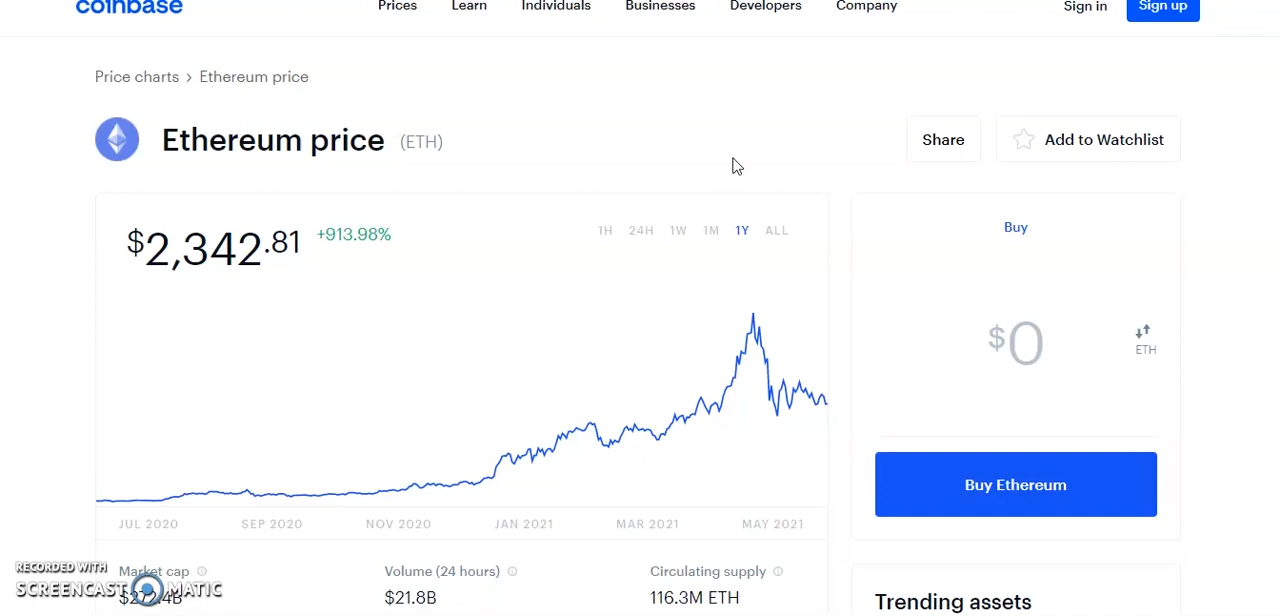 coinbase
Prices Learn Individuals Businesses Developers Company Sign in Sign up
Price charts › Ethereum price
Ethereum price (ETH)
Share Add to Watchlist
$2,342.81 +913.98%
1H 24H 1W 1M 1Y ALL
Buy
$0
ETH
Buy Ethereum
JUL 2020 SEP 2020 NOV 2020 JAN 2021 MAR 2021 MAY 2021
Market cap Volume (24 hours) Circulating supply
$21.8B 116.3M ETH
RECORDED WITH
SCREENCAST MATIC
Trending assets